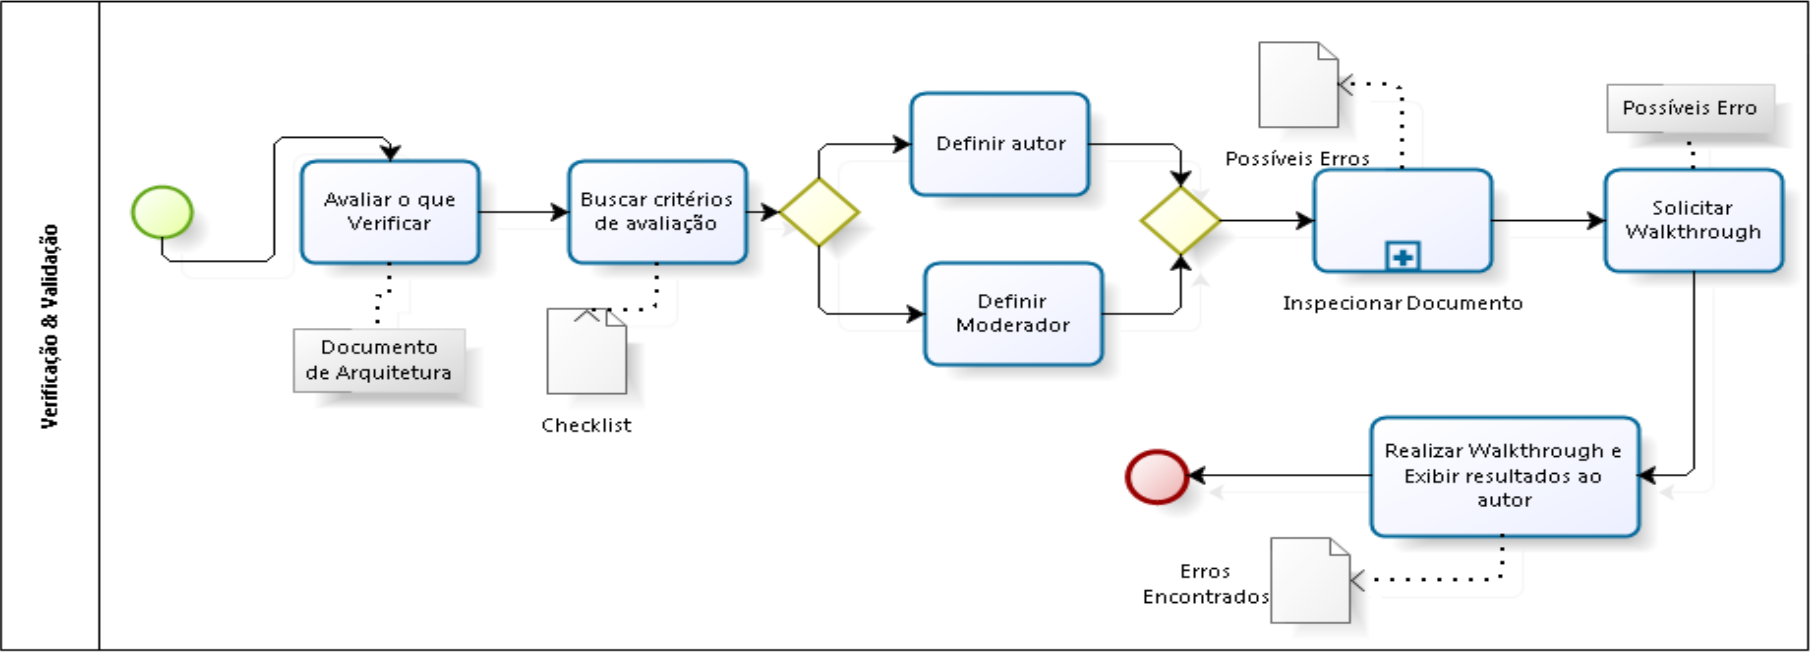 Verificação & Validação
Avaliar o que
Verificar
Documento
de Arquitetura
Buscar critérios
de avaliação
Checklist
Definir autor
Definir
Moderador
Possíveis Erros
Inspecionar Documento
Possíveis Erro
Solicitar
Walkthrough
Realizar Walkthrough e
Exibir resultados ao
autor
Erros
Encontrados